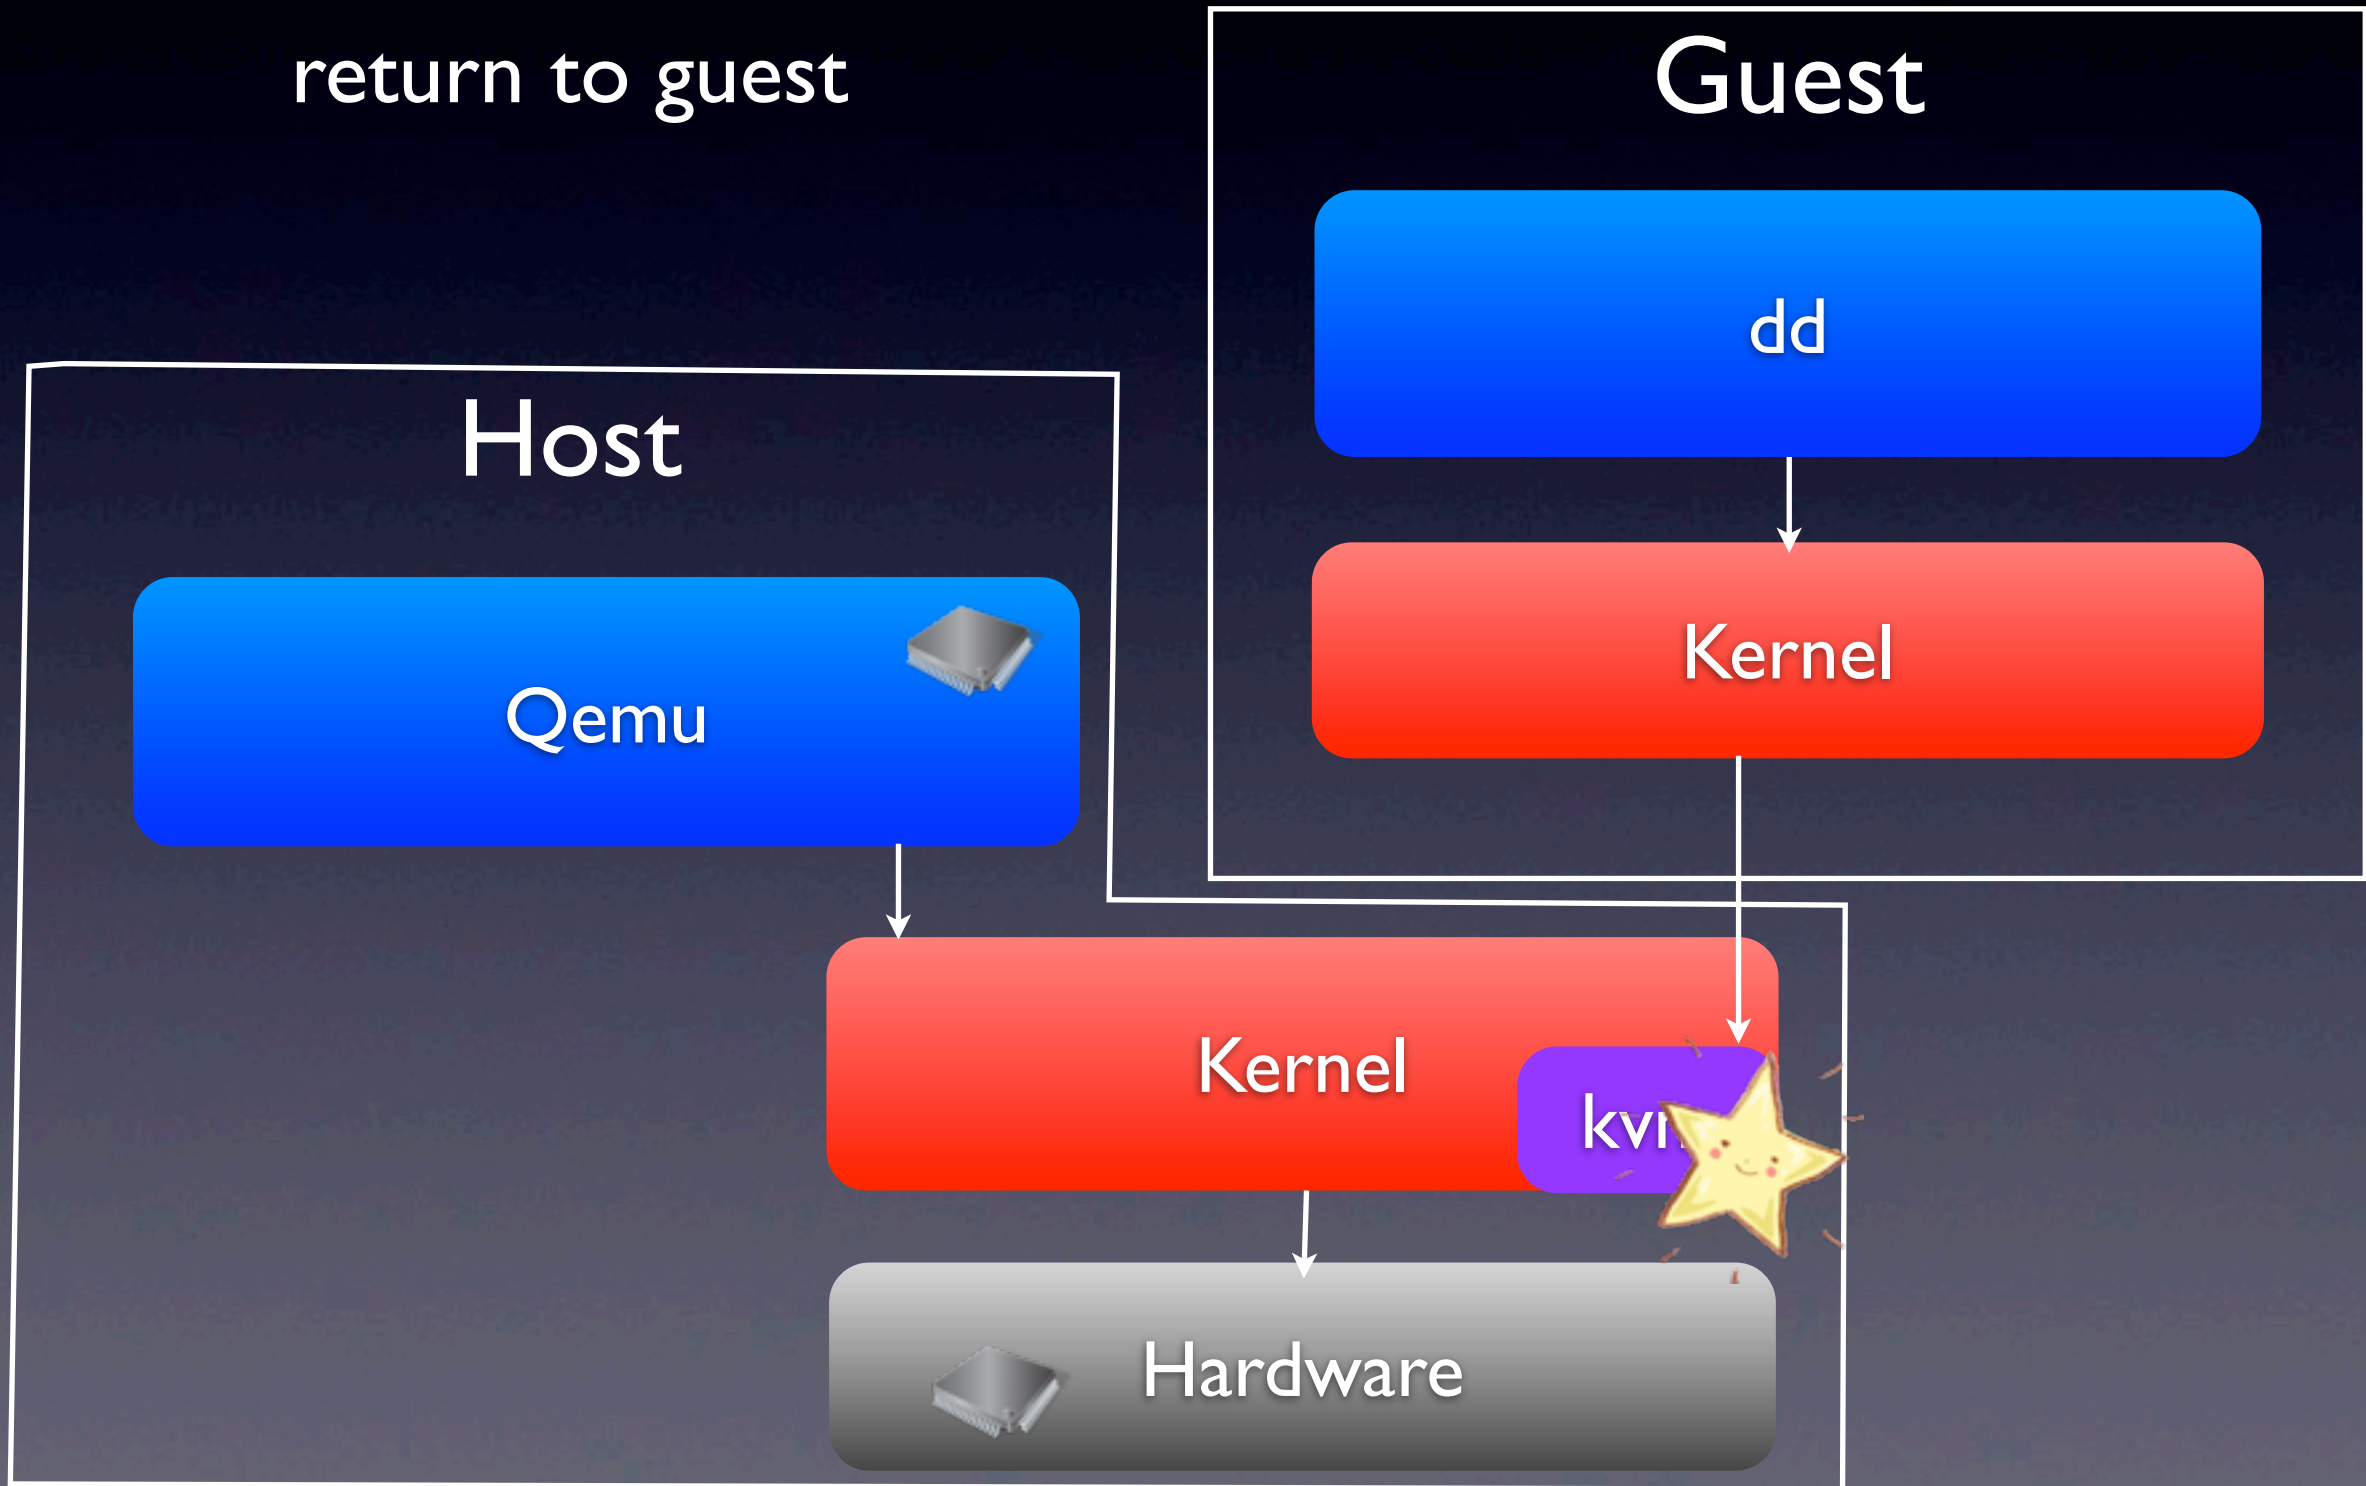 return to guest
Guest
dd
Kernel
Host
Qemu
Kernel
Hardware